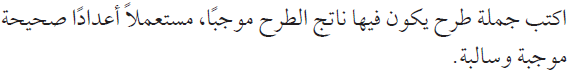 اكتب جملة طرح يكون فيها ناتج الطرح موجبًا، مستعملاً أعدادًا صحيحة
موجبة وسالبة.